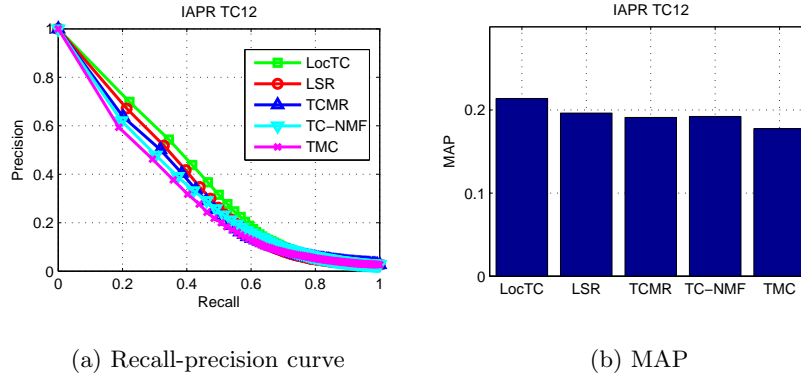 IAPR TC12
1
0.8
0.6
0.4
0.2
0
Precision
0 0.2 0.4 0.6 0.8 1
Recall
LocTC
LSR
TCMR
TC−NMF
TMC
(a) Recall-precision curve
IAPR TC12
0.2
0.1
0
MAP
LocTC LSR TCMR TC−NMF TMC
(b) MAP